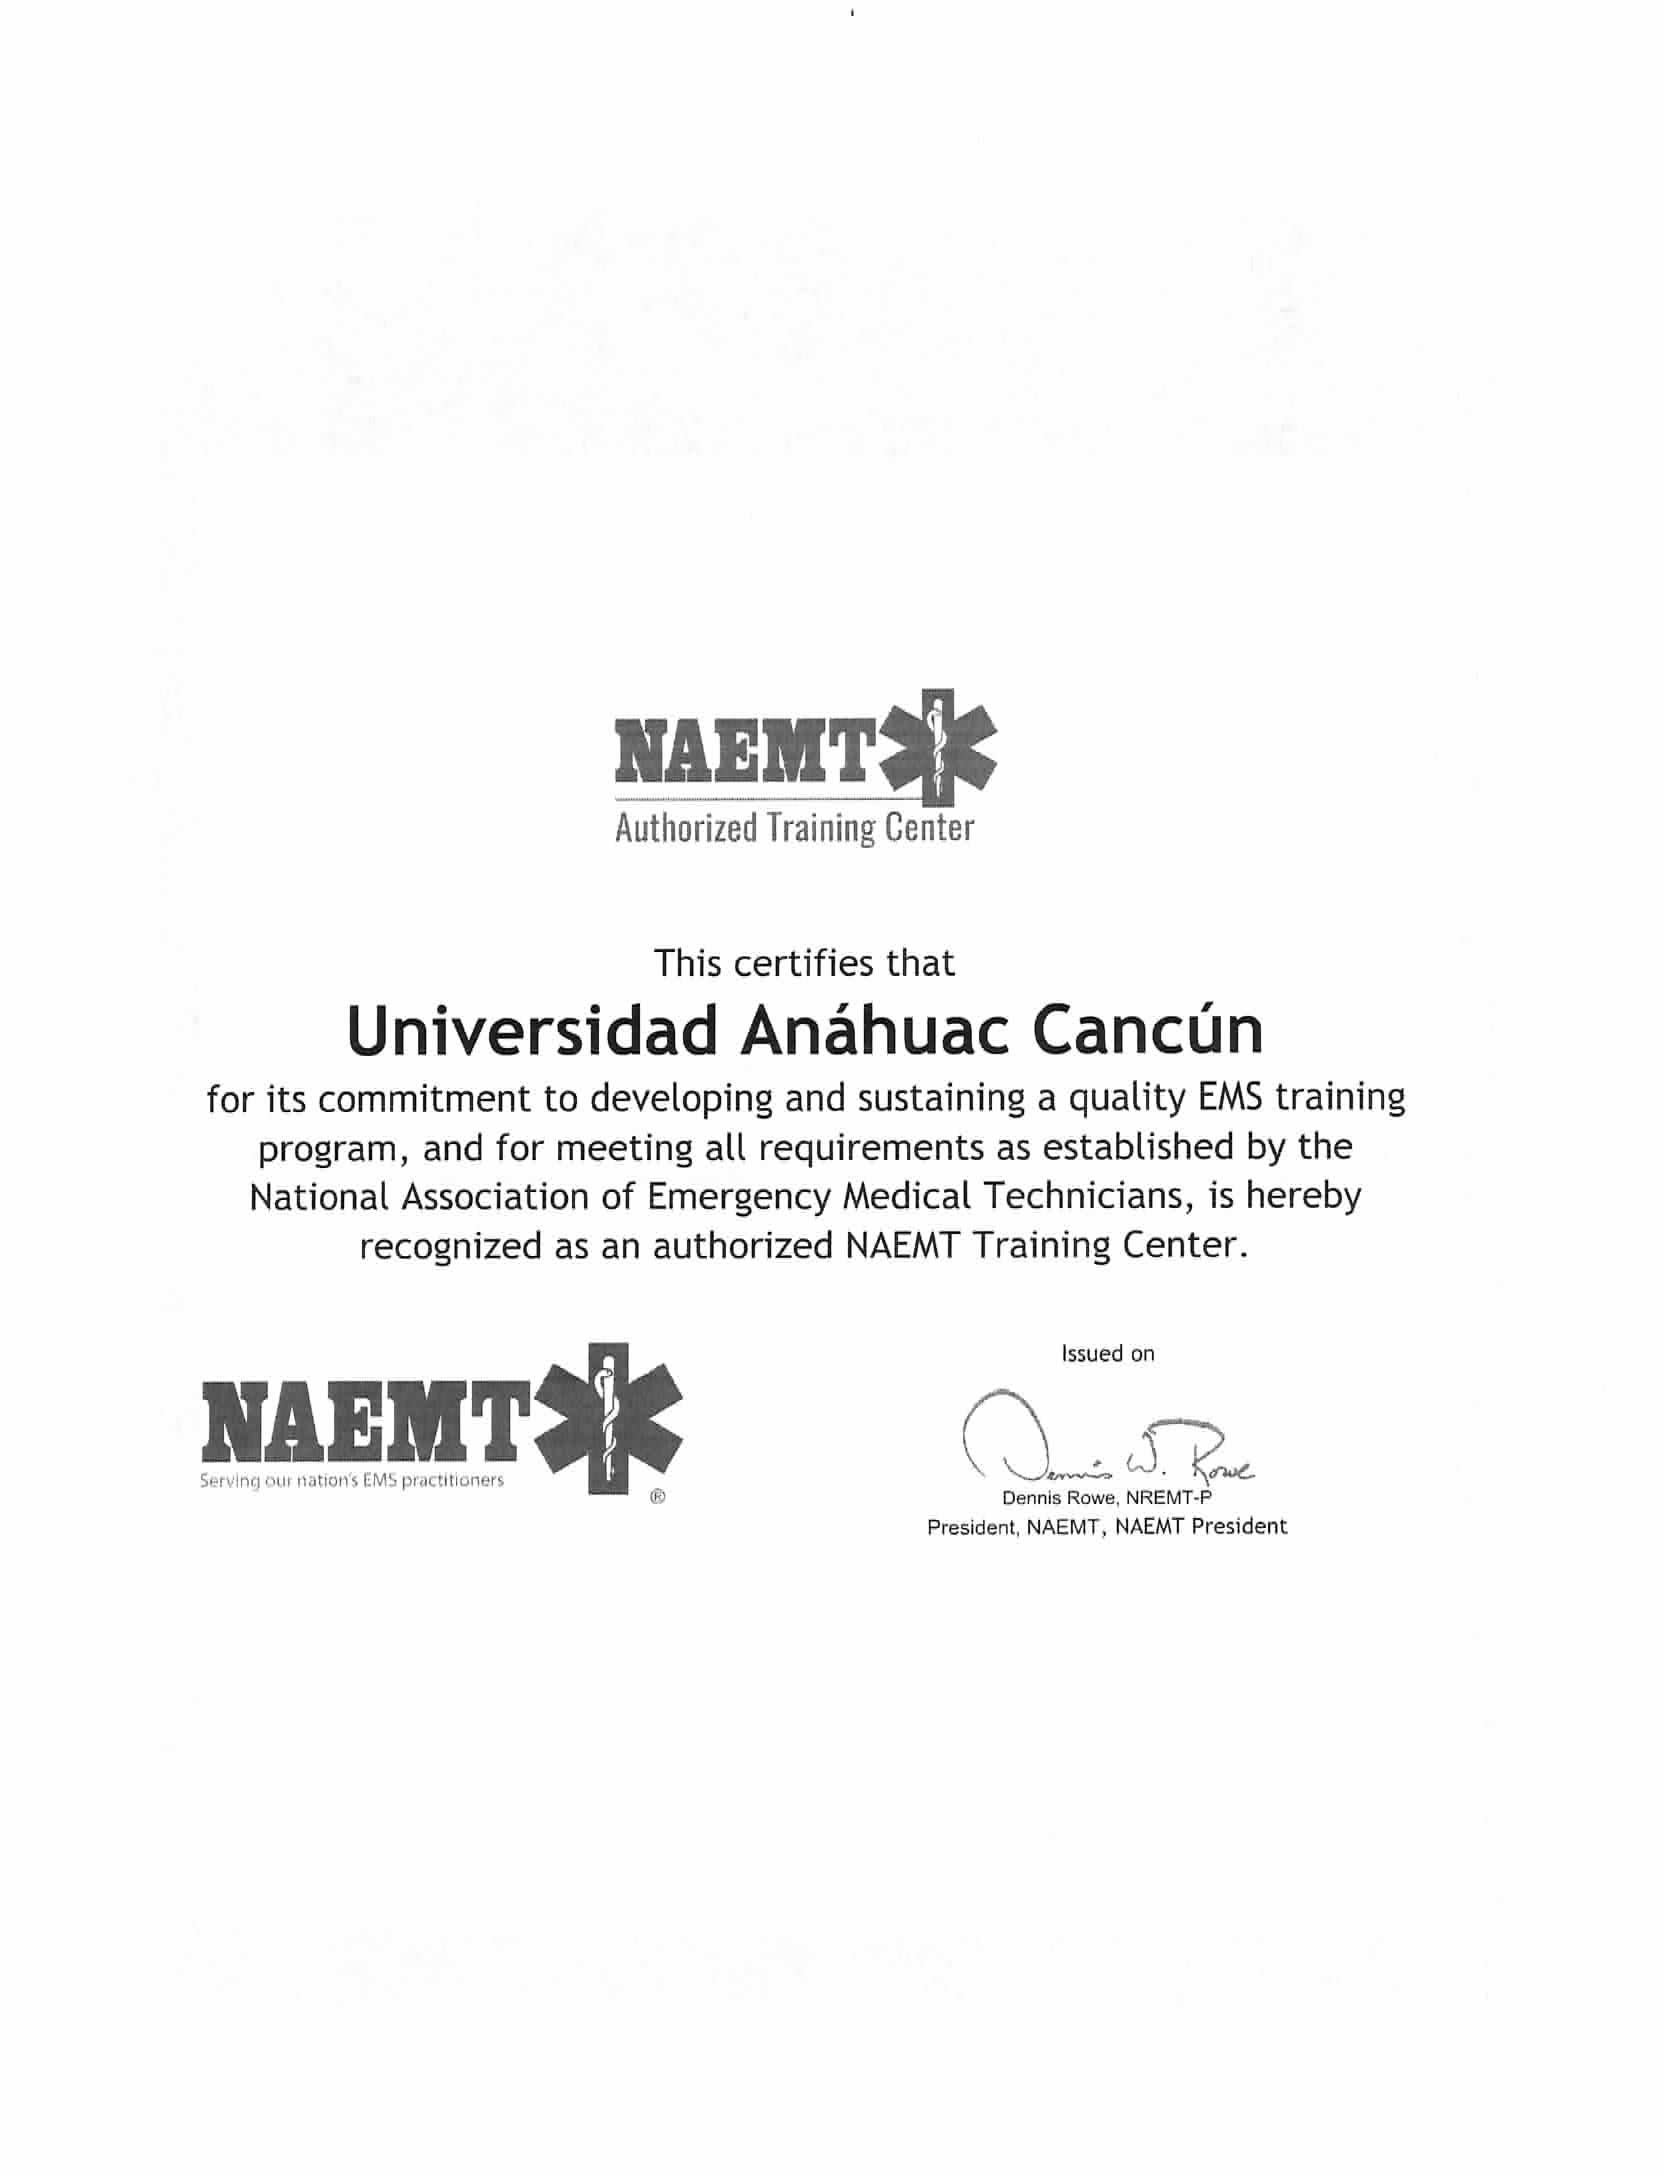 NAEMT
Authorized Training Center
This certifies that
Universidad Anáhuac Cancún
for its commitment to developing and sustaining a quality EMS training
program, and for meeting all requirements as established by the
National Association of Emergency Medical Technicians, is hereby
recognized as an authorized NAEMT Training Center.
NAEMT
Serving our nation's EMS practitioners
®
Issued on
Dennis W. Rowe
Dennis Rowe, NREMT-P
President, NAEMT, NAEMT President